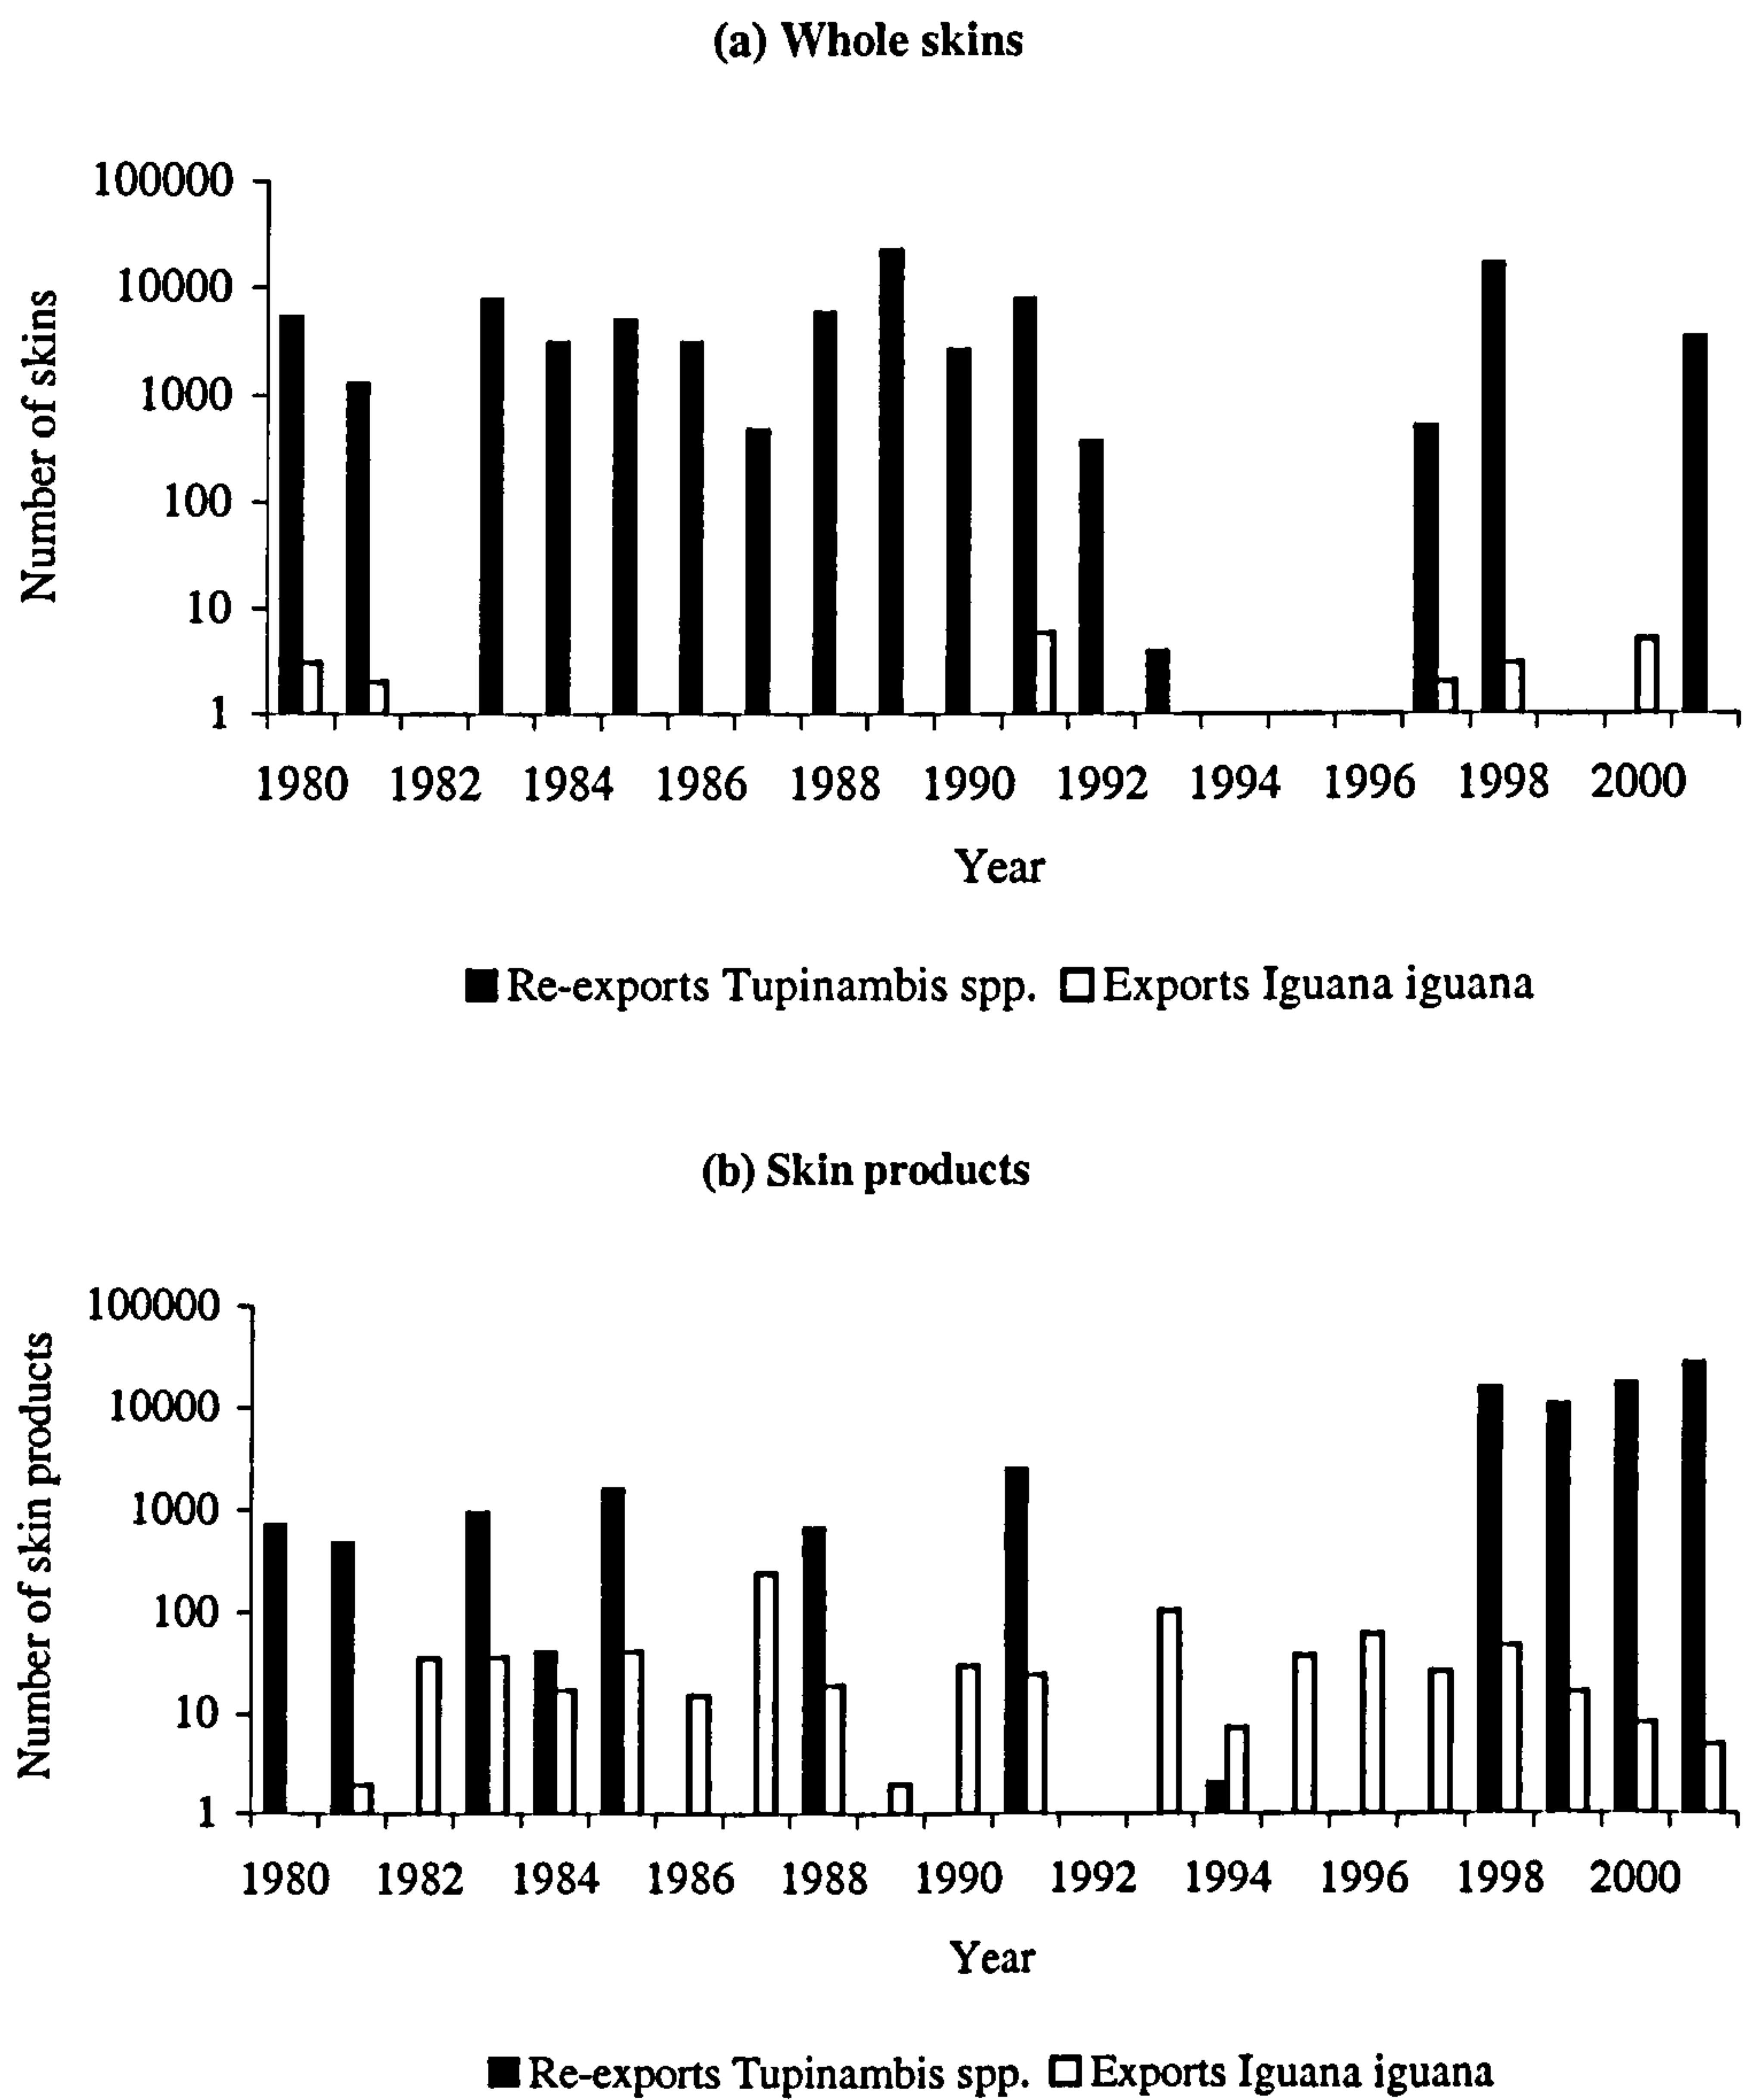 (a) Whole skins
100000
10000
1000
100
10
1
Number of skins
1980 1982 1984 1986 1988 1990 1992 1994 1996 1998 2000
Year
Re-exports Tupinambis spp. Exports Iguana iguana
(b) Skin products
100000
10000
1000
100
10
1
Number of skin products
1980 1982 1984 1986 1988 1990 1992 1994 1996 1998 2000
Year
Re-exports Tupinambis spp. Exports Iguana iguana